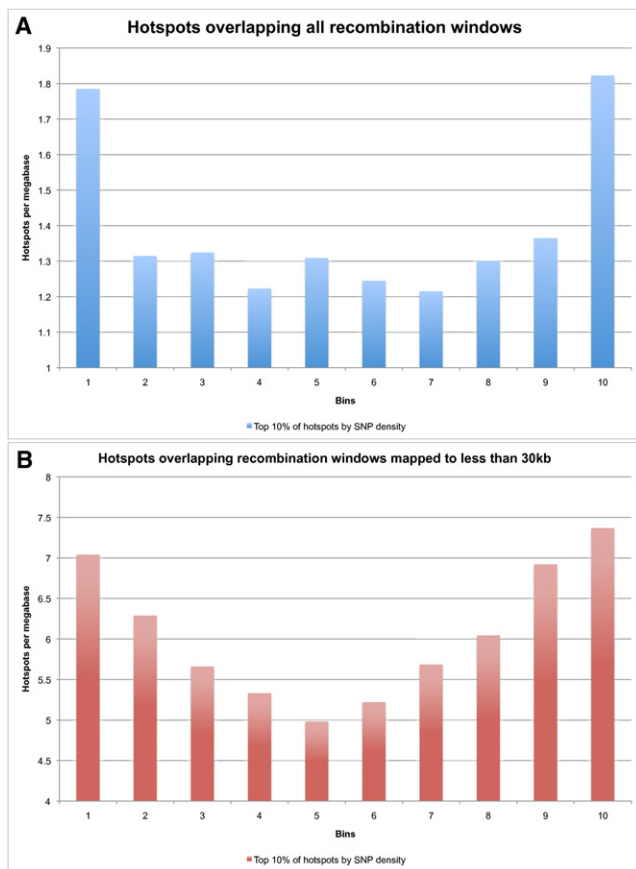 A
Hotspots overlapping all recombination windows
Hotspots per megabase
1.9
1.8
1.7
1.6
1.5
1.4
1.3
1.2
1.1
1
1 2 3 4 5 6 7 8 9 10
Bins
Top 10% of hotspots by SNP density
B
Hotspots overlapping recombination windows mapped to less than 30kb
Hotspots per megabase
8
7.5
7
6.5
6
5.5
5
4.5
4
1 2 3 4 5 6 7 8 9 10
Bins
Top 10% of hotspots by SNP density